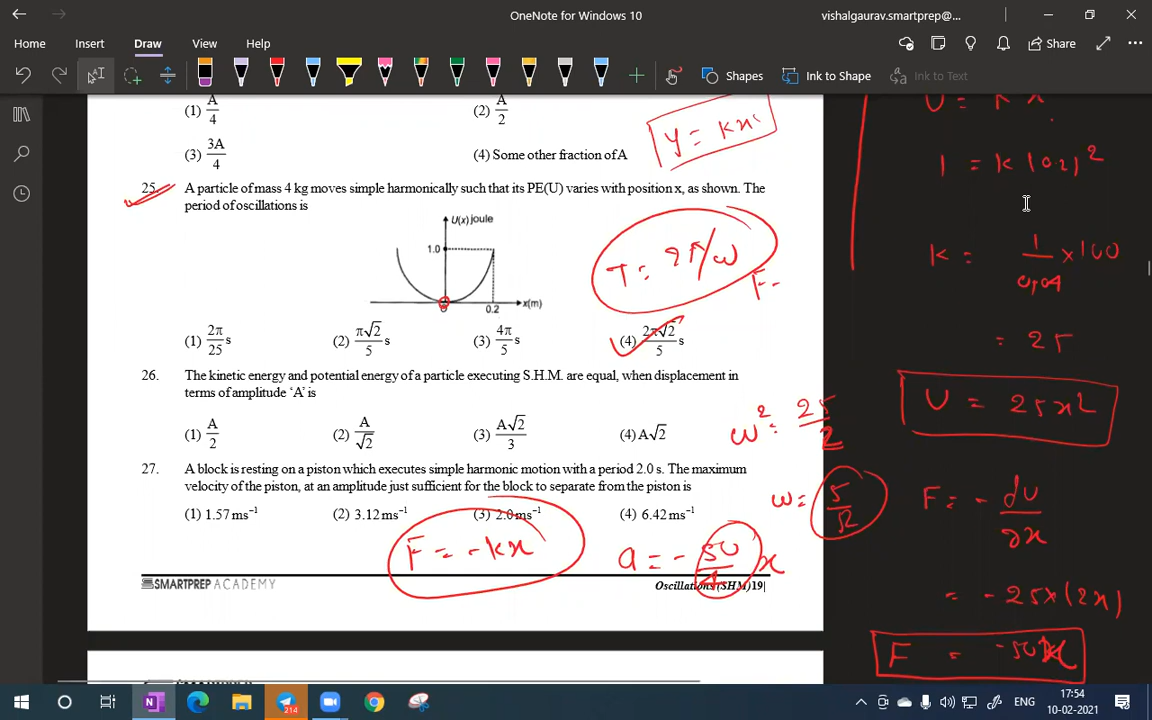 OneNote for Windows 10
vishalgaurav.smartprep@...
Home Insert Draw View Help
Share
Shapes Ink to Shape Ink to Text
(1) A/4 (2) A/2
(3) 3A/4 (4) Some other fraction of A
y = kx
25. A particle of mass 4 kg moves simple harmonically such that its PE(U) varies with position x, as shown. The
period of oscillations is
U(x) joule
1.0
0.2
x(m)
T = 2π/ω
F-
(1) 2π/25 s (2) π√2/5 s (3) 4π/5 s (4) 2π√2/5 s
26. The kinetic energy and potential energy of a particle executing S.H.M. are equal, when displacement in
terms of amplitude ‘A’ is
(1) A/2 (2) A/√2 (3) A√2/3 (4) A√2
27. A block is resting on a piston which executes simple harmonic motion with a period 2.0 s. The maximum
velocity of the piston, at an amplitude just sufficient for the block to separate from the piston is
(1) 1.57 ms⁻¹ (2) 3.12 ms⁻¹ (3) 2.0 ms⁻¹ (4) 6.42 ms⁻¹
F = -kx
a = - 50/4 x
SMARTPREP ACADEMY
Oscillations (SHM)19|
ω² = 25/2
ω = 5/√2
1 = K (0.2)²
K = 1/0.04 × 100
= 25
U = 25x²
F = - dU/dx
= - 25 x (2x)
F = -50x
214
ENG
17:54
10-02-2021